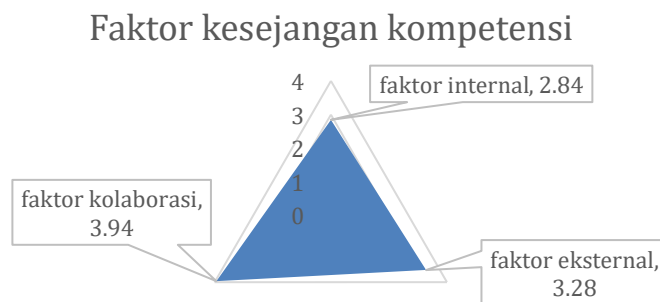 Faktor kesejangan kompetensi
4
faktor internal, 2.84
3
2
1
0
faktor kolaborasi,
3.94
faktor eksternal,
3.28